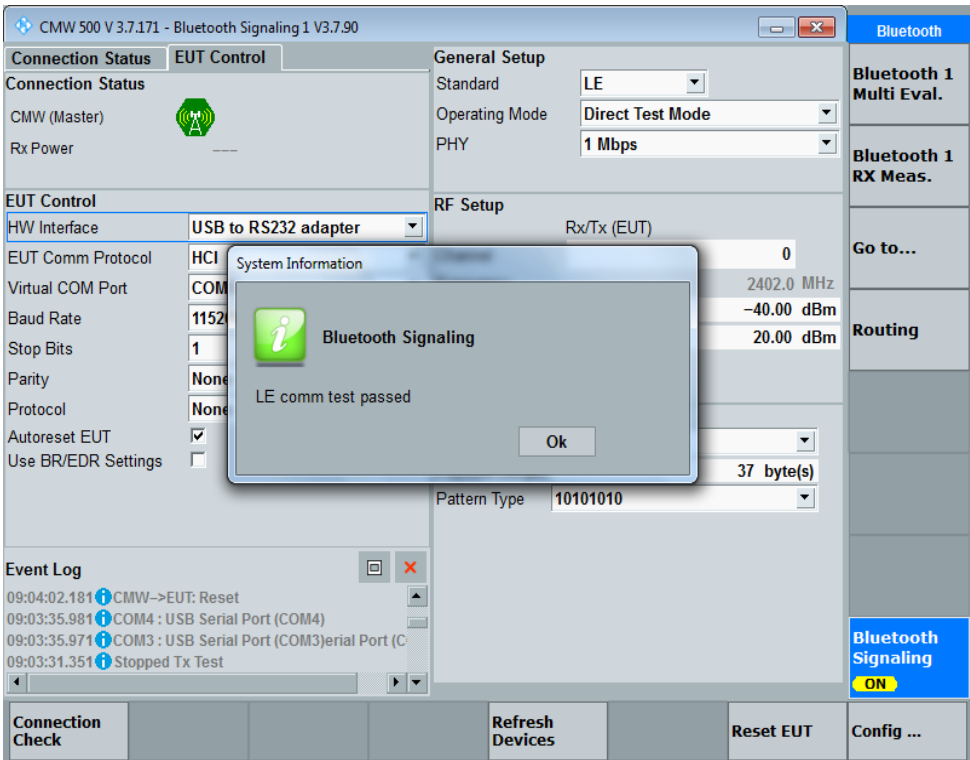 CMW 500 V 3.7.171 - Bluetooth Signaling 1 V3.7.90
Connection Status
EUT Control
Connection Status
CMW (Master)
Rx Power
---
EUT Control
HW Interface
USB to RS232 adapter
EUT Comm Protocol
HCI
Virtual COM Port
COM
Baud Rate
1152
Stop Bits
1
Parity
None
Protocol
None
Autoreset EUT
Use BR/EDR Settings
General Setup
Standard
LE
Operating Mode
Direct Test Mode
PHY
1 Mbps
RF Setup
Rx/Tx (EUT)
Channel
0
2402.0 MHz
−40.00 dBm
20.00 dBm
37 byte(s)
Pattern Type
10101010
System Information
Bluetooth Signaling
LE comm test passed
Ok
Event Log
09:04:02.181 CMW-->EUT: Reset
09:03:35.981 COM4 : USB Serial Port (COM4)
09:03:35.971 COM3 : USB Serial Port (COM3)erial Port (C
09:03:31.351 Stopped Tx Test
Bluetooth
Bluetooth 1
Multi Eval.
Bluetooth 1
RX Meas.
Go to...
Routing
Bluetooth
Signaling
ON
Connection
Check
Refresh
Devices
Reset EUT
Config ...